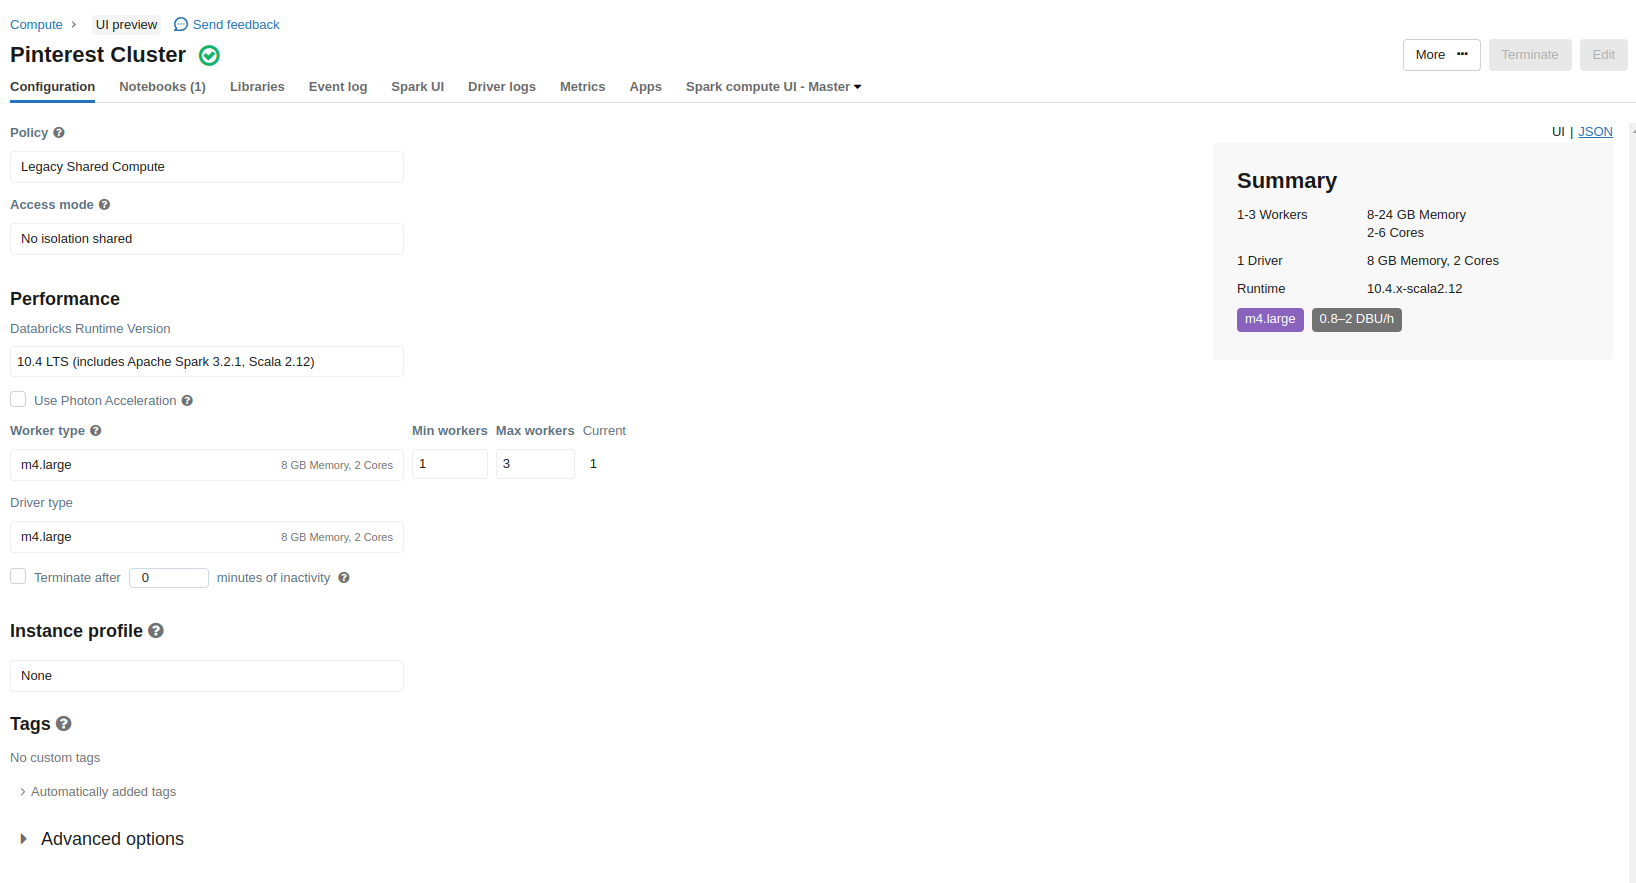 Compute
UI preview
Send feedback
Pinterest Cluster
More
Terminate
Edit
Configuration
Notebooks (1)
Libraries
Event log
Spark UI
Driver logs
Metrics
Apps
Spark compute UI - Master
UI | JSON
Policy
Legacy Shared Compute
Access mode
No isolation shared
Performance
Databricks Runtime Version
10.4 LTS (includes Apache Spark 3.2.1, Scala 2.12)
Use Photon Acceleration
Worker type
Min workers
Max workers
Current
m4.large
8 GB Memory, 2 Cores
1
3
1
Driver type
m4.large
8 GB Memory, 2 Cores
Terminate after 0 minutes of inactivity
Instance profile
None
Tags
No custom tags
Automatically added tags
Advanced options
Summary
1-3 Workers
8-24 GB Memory
2-6 Cores
1 Driver
8 GB Memory, 2 Cores
Runtime
10.4.x-scala2.12
m4.large
0.8–2 DBU/h